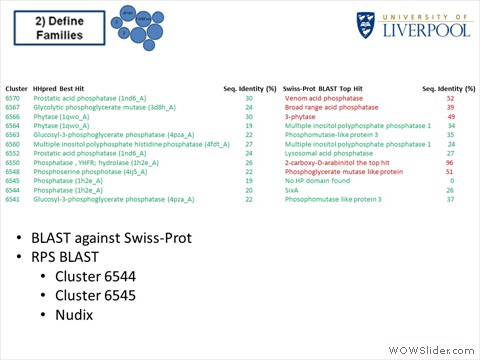 2) Define
Families
UNIVERSITY OF
LIVERPOOL
Cluster HHpred Best Hit Seq. Identity (%) Swiss-Prot BLAST Top Hit Seq. Identity (%)
6570 Prostatic acid phosphatase (1nd6_A) 30 Venom acid phosphatase 52
6567 Glycolytic phosphoglycerate mutase (3d8h_A) 24 Broad range acid phosphatase 39
6566 Phytase (1qwo_A) 30 3-phytase 49
6564 Phytase (1qwo_A) 19 Multiple inositol polyphosphate phosphatase 1 34
6563 Glucosyl-3-phosphoglycerate phosphatase (4pza_A) 22 Phosphomutase-like protein 35
6560 Multiple inositol polyphosphate histidine phosphatase (4fdt_A) 27 Multiple inositol polyphosphate phosphatase 1 24
6552 Prostatic acid phosphatase (1nd6_A) 24 Lysosomal acid phosphatase 27
6550 Phosphatase , YHFR; hydrolase (1h2e_A) 26 2-carboxy-D-arabinitol the top hit 96
6548 Phosphoserine phosphatase (4ij5_A) 22 Phosphoglycerate mutase like protein 51
6545 Phosphatase (1h2e_A) 19 No HP domain found 0
6544 Phosphatase (1h2e_A) 20 SixA 26
6541 Glucosyl-3-phosphoglycerate phosphatase (4pza_A) 22 Phosphomutase like protein 3 37
• BLAST against Swiss-Prot
• RPS BLAST
• Cluster 6544
• Cluster 6545
• Nudix
WOWSlider.com